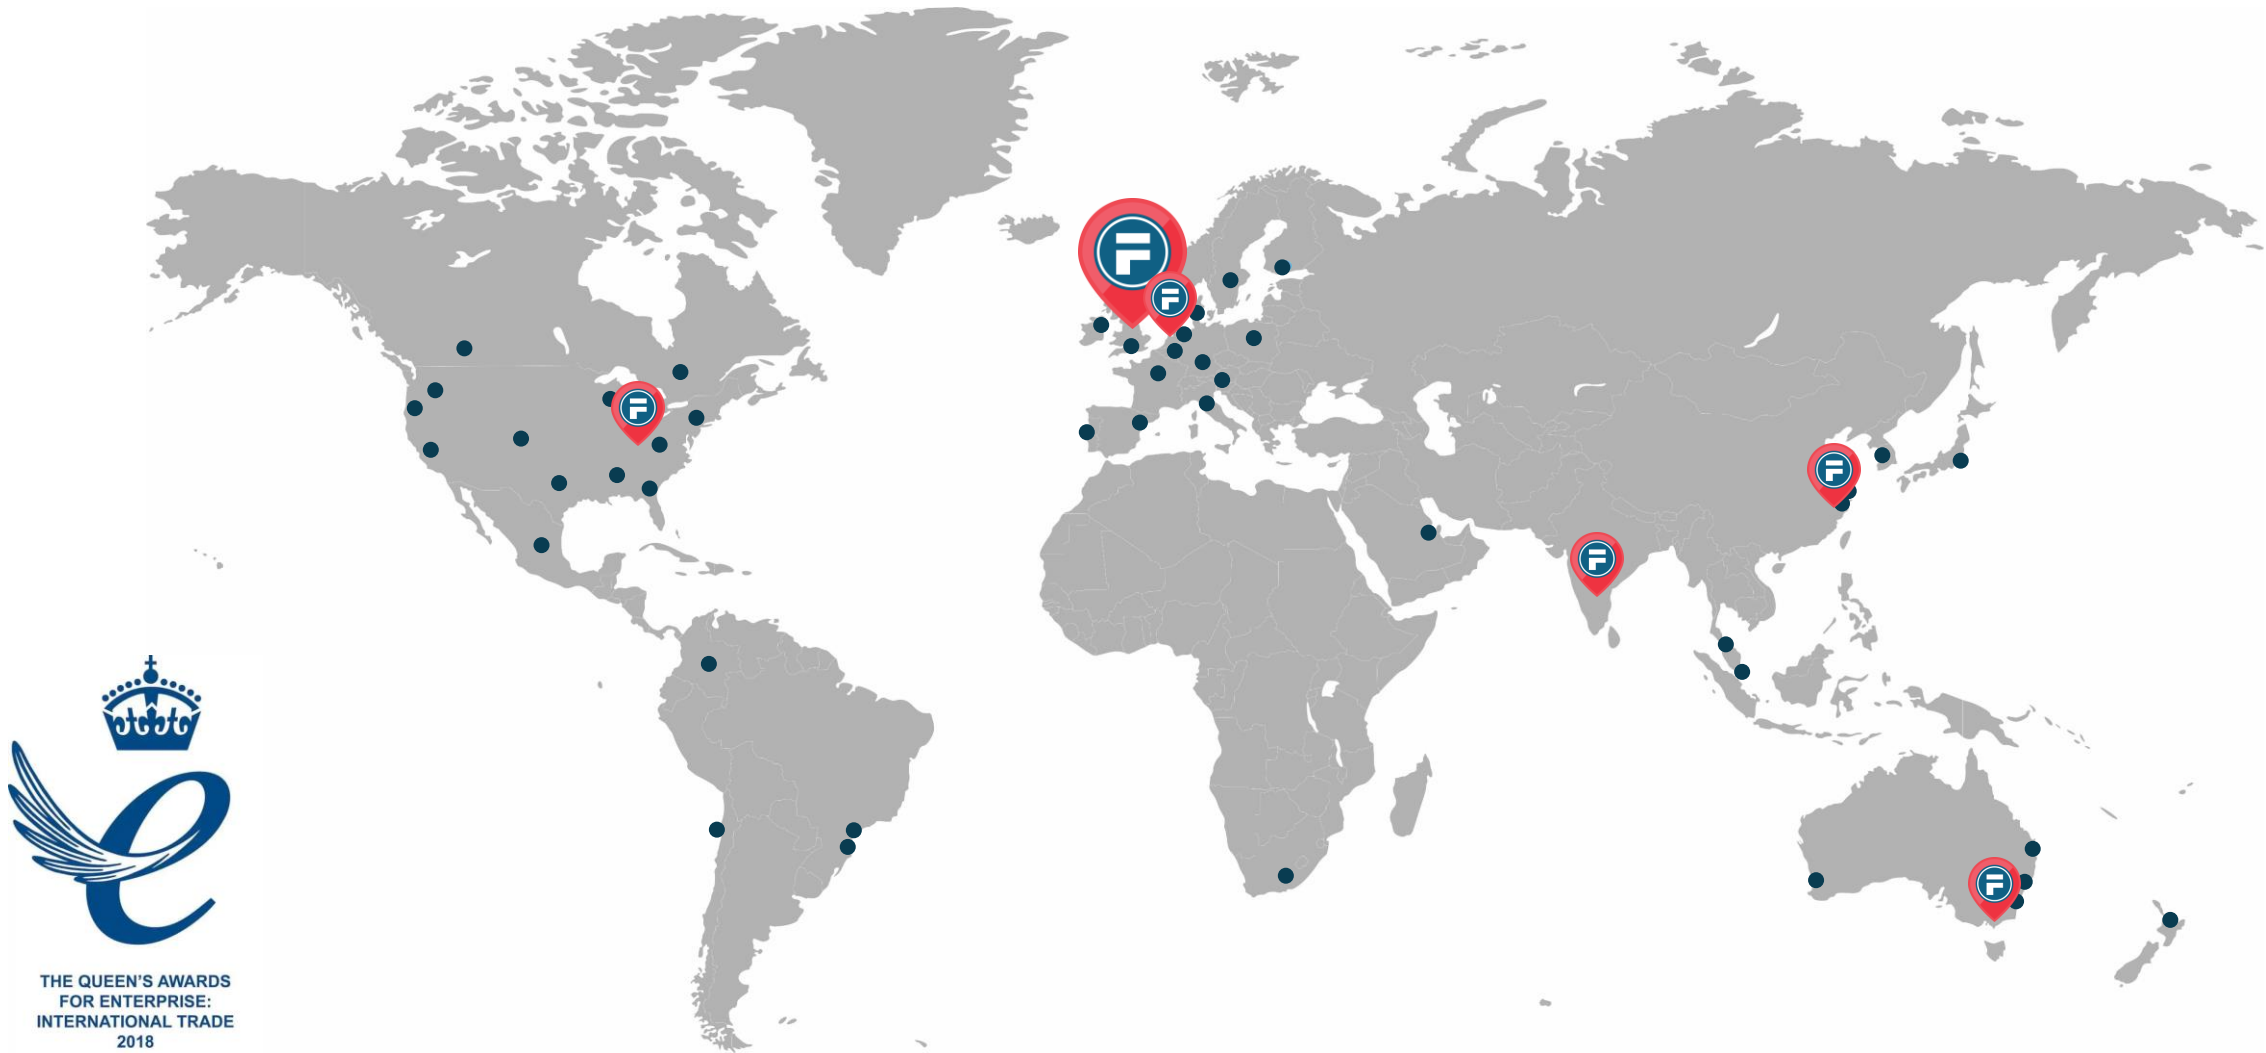 F
F
F
F
F
F
THE QUEEN'S AWARDS
FOR ENTERPRISE:
INTERNATIONAL TRADE
2018